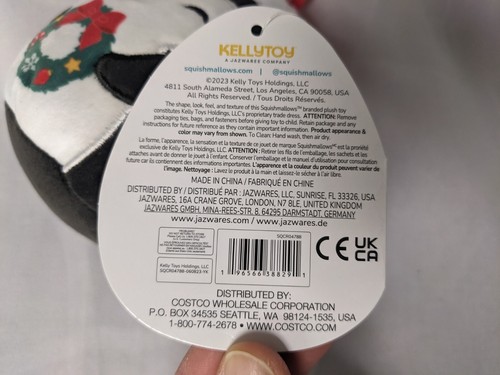 KELLYTOY
A JAZWARES COMPANY
squishmallows.com | @squishmallows
©2023 Kelly Toys Holdings, LLC
4811 South Alameda Street, Los Angeles, CA 90058, USA
All Rights Reserved. / Tous Droits Réservés.
The shape, look, feel, and texture of this Squishmallows™ branded plush toy
constitutes Kelly Toys Holdings, LLC's proprietary trade dress. ATTENTION: Remove
packaging ties, bags, and fasteners before giving toy to child. Retain package and any
instructions for future reference as they contain important information. Product appearance &
color may vary from shown. To Clean: Hand wash, then air dry.
La forme, l'apparence, la sensation et la texture de ce jouet de marque Squishmallows™ est la propriété
exclusive de Kelly Toys Holdings, LLC. ATTENTION : Retirer les fils de l'emballage, les sachets et les
attaches avant de donner le jouet à l'enfant. Conserver l'emballage et le manuel d'utilisation pour consultation
future car ils contiennent des informations importantes. L'apparence et la couleur du produit peuvent varier de
l'image. Nettoyage : Lavez à la main et laissez sécher à l'air libre.
MADE IN CHINA / FABRIQUÉ EN CHINE
DISTRIBUTED BY / DISTRIBUÉ PAR : JAZWARES, LLC, SUNRISE, FL 33326, USA
JAZWARES, 16A CRANE GROVE, LONDON, N7 8LE, UNITED KINGDOM
JAZWARES GMBH, MINA-REES-STR. 8, 64295 DARMSTADT, GERMANY
www.jazwares.com / www.jazwares.de
SQCR04788
Kelly Toy Holdings, LLC
SQCR04788-060823-YK
1 96566 38829 1
CE UK CA
DISTRIBUTED BY:
COSTCO WHOLESALE CORPORATION
P.O. BOX 34535 SEATTLE, WA 98124-1535, USA
1-800-774-2678 • WWW.COSTCO.COM